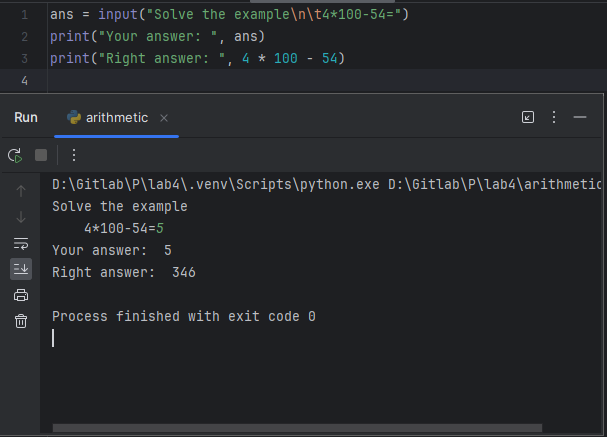 1 ans = input("Solve the example\n\t4*100-54=")
2 print("Your answer: ", ans)
3 print("Right answer: ", 4 * 100 - 54)
4
Run arithmetic
D:\Gitlab\P\lab4\.venv\Scripts\python.exe D:\Gitlab\P\lab4\arithmetic
Solve the example
    4*100-54=5
Your answer:  5
Right answer:  346
Process finished with exit code 0